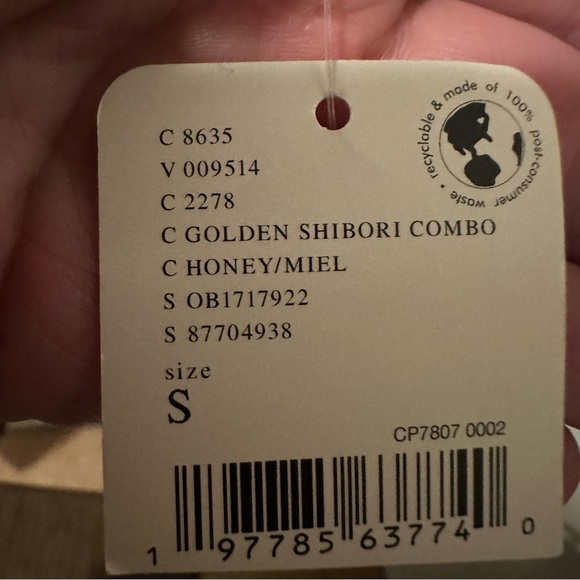 recyclable & made of 100% post-consumer waste •
C 8635
V 009514
C 2278
C GOLDEN SHIBORI COMBO
C HONEY/MIEL
S OB1717922
S 87704938
size
S
CP7807 0002
1 97785 63774 0